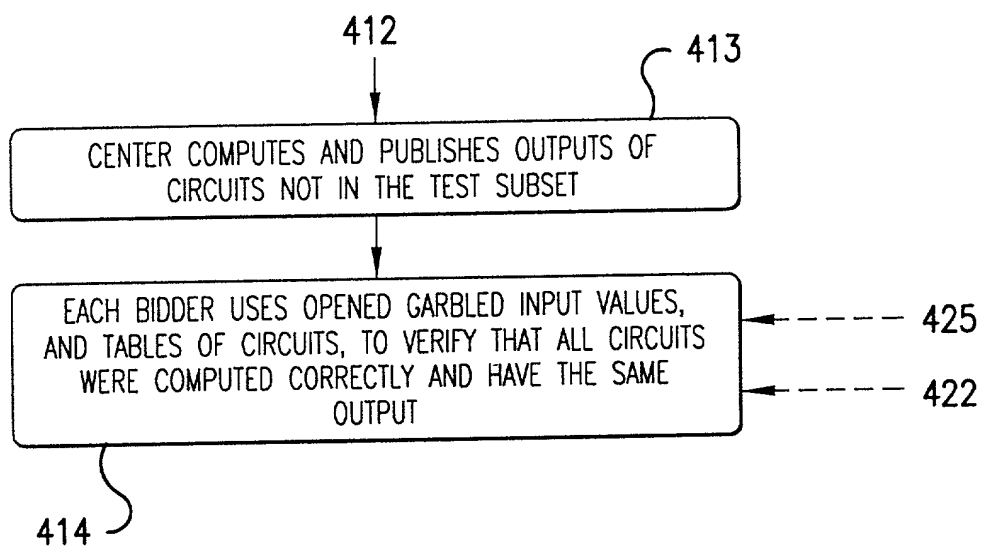 412
413
CENTER COMPUTES AND PUBLISHES OUTPUTS OF
CIRCUITS NOT IN THE TEST SUBSET
EACH BIDDER USES OPENED GARBLED INPUT VALUES,
AND TABLES OF CIRCUITS, TO VERIFY THAT ALL CIRCUITS
WERE COMPUTED CORRECTLY AND HAVE THE SAME
OUTPUT
425
422
414